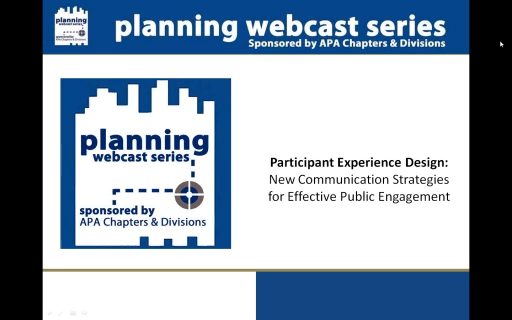 planning webcast series
Sponsored by APA Chapters & Divisions
planning
webcast series
sponsored by
APA Chapters & Divisions
Participant Experience Design:
New Communication Strategies
for Effective Public Engagement